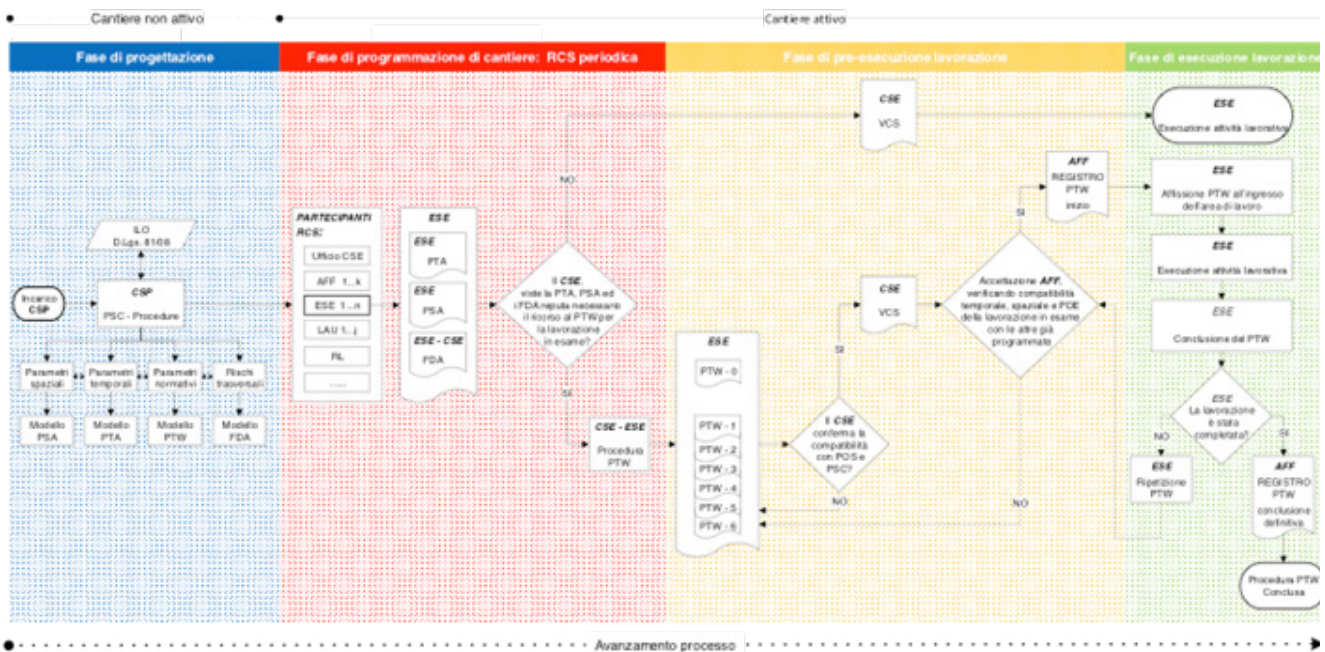 Cantiere non attivo
Cantiere attivo
Fase di progettazione
Fase di programmazione di cantiere: RCS periodica
Fase di pre-esecuzione lavorazione
Fase di esecuzione lavorazione
Incarico
CSP
D.Lgs. 81/08
CSP
PSC - Procedure
Parametri
spaziali
Parametri
temporali
Parametri
normativi
Rischi
trasversali
Modello
PSA
Modello
PTA
Modello
PTW
Modello
FDA
PARTECIPANTI
RCS:
Ufficio CSE
AFF 1...k
ESE 1...n
LAU 1...j
RL
.....
ESE
ESE
PTA
ESE
PSA
ESE - CSE
FDA
Il CSE,
viste la PTA, PSA ed
i FDA reputa necessario
il ricorso al PTW per
la lavorazione
in esame?
NO
SI
CSE - ESE
Procedura
PTW
CSE
VCS
ESE
PTW - 0
PTW - 1
PTW - 2
PTW - 3
PTW - 4
PTW - 5
PTW - 6
Il CSE
conferma la
compatibilità
con POS e
PSC?
SI
NO
CSE
VCS
Accettazione AFF,
verificando compatibilità
temporale, spaziale e PDE
della lavorazione in esame
con le altre già
programmate
SI
NO
AFF
REGISTRO
PTW
inizio
ESE
Esecuzione attività lavorativa
ESE
Affissione PTW all'ingresso
dell'area di lavoro
ESE
Esecuzione attività lavorativa
ESE
Conclusione del PTW
ESE
La lavorazione
è stata
completata?
NO
SI
ESE
Ripetizione
PTW
AFF
REGISTRO
PTW
conclusione
definitiva
Procedura PTW
Conclusa
Avanzamento processo